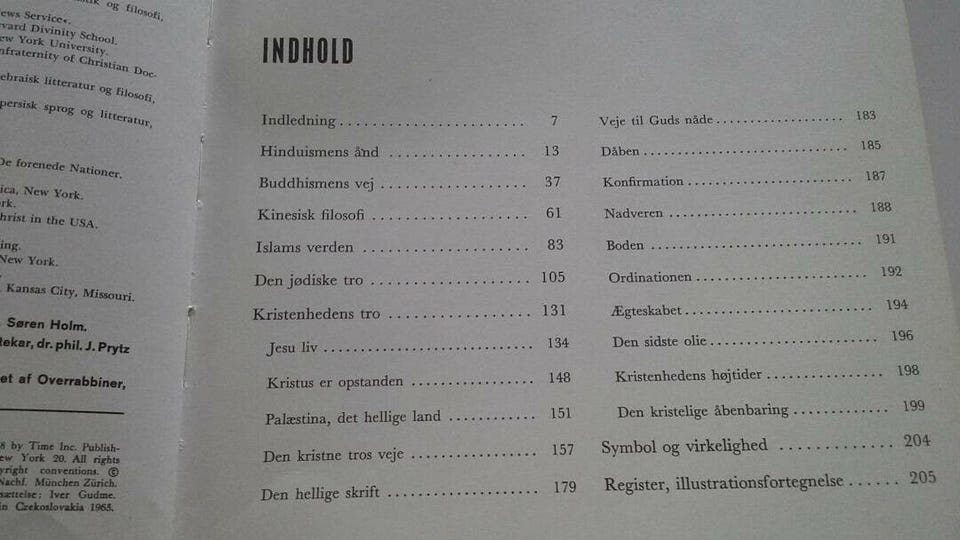 og filosofi,
ews Service«.
vard Divinity School.
ew York University.
nfraternity of Christian Doc-
ebraisk litteratur og filosofi,
persisk sprog og litteratur,
De forenede Nationer.
ica, New York.
rk.
hrist in the USA.
ing.
New York.
Kansas City, Missouri.
Søren Holm.
tekar, dr. phil. J. Prytz
et af Overrabbiner,
8 by Time Inc. Publish-
ew York 20. All rights
yright conventions. ©
Nachf. München Zürich.
sættelse: Iver Gudme.
in Czekoslovakia 1965.
INDHOLD
Indledning ........................ 7
Hinduismens ånd ................. 13
Buddhismens vej .................. 37
Kinesisk filosofi .................... 61
Islams verden ..................... 83
Den jødiske tro .................... 105
Kristenhedens tro ................. 131
Jesu liv ........................... 134
Kristus er opstanden ............... 148
Palæstina, det hellige land ........... 151
Den kristne tros veje ................ 157
Den hellige skrift ................... 179
Veje til Guds nåde ................... 183
Dåben .............................. 185
Konfirmation ........................ 187
Nadveren ........................... 188
Boden .............................. 191
Ordinationen ........................ 192
Ægteskabet ......................... 194
Den sidste olie ...................... 196
Kristenhedens højtider ............... 198
Den kristelige åbenbaring ............ 199
Symbol og virkelighed ............ 204
Register, illustrationsfortegnelse ...... 205